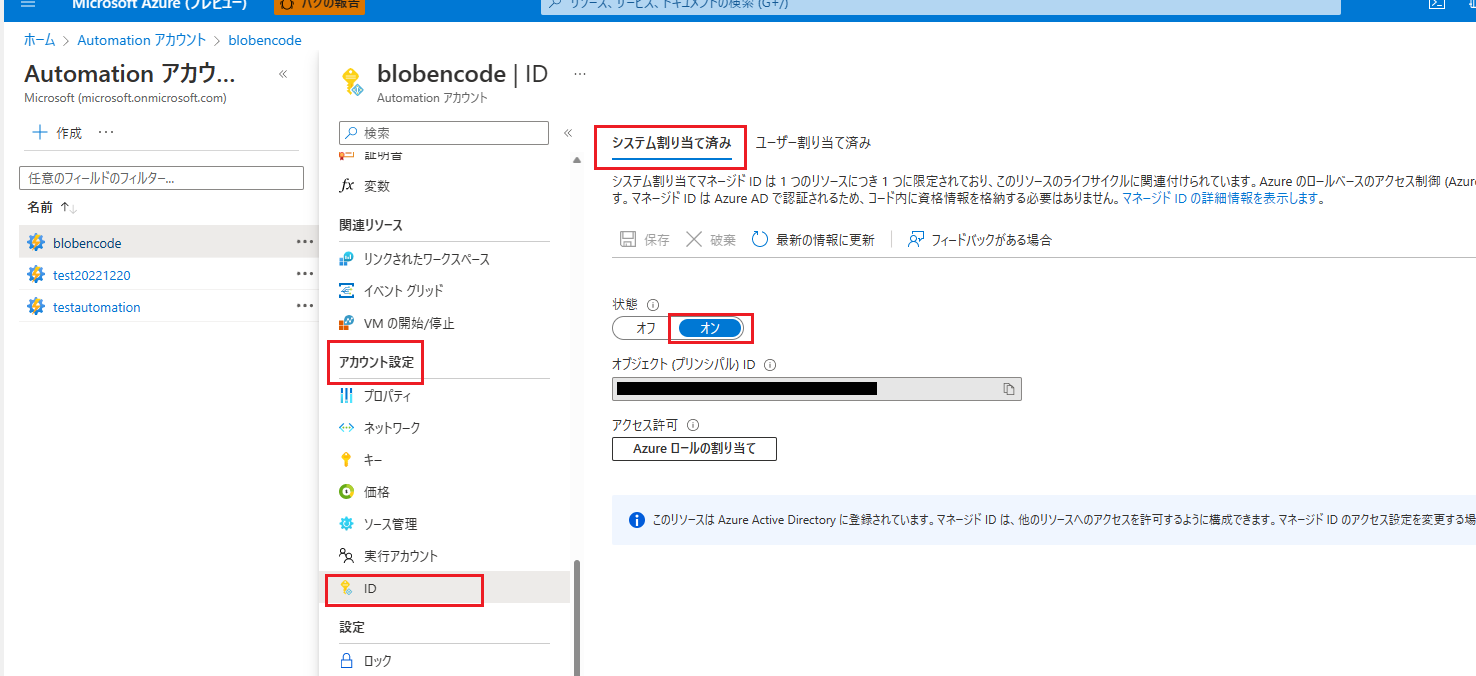 Microsoft Azure (プレビュー)
バグの報告
リソース、サービス、ドキュメントの検索 (G+/)
ホーム > Automation アカウント > blobencode
Automation アカウ...
Microsoft (microsoft.onmicrosoft.com)
作成
任意のフィールドのフィルター...
名前
blobencode
test20221220
testautomation
blobencode | ID
Automation アカウント
検索
証明書
変数
関連リソース
リンクされたワークスペース
イベント グリッド
VM の開始/停止
アカウント設定
プロパティ
ネットワーク
キー
価格
ソース管理
実行アカウント
ID
設定
ロック
システム割り当て済み ユーザー割り当て済み
システム割り当てマネージド ID は 1 つのリソースにつき 1 つに限定されており、このリソースのライフサイクルに関連付けられています。Azure のロールベースのアクセス制御 (Azure
す。マネージド ID は Azure AD で認証されるため、コード内に資格情報を格納する必要はありません。マネージド ID の詳細情報を表示します。
保存 破棄 最新の情報に更新 フィードバックがある場合
状態
オフ オン
オブジェクト (プリンシパル) ID
アクセス許可
Azure ロールの割り当て
このリソースは Azure Active Directory に登録されています。マネージド ID は、他のリソースへのアクセスを許可するように構成できます。マネージド ID のアクセス設定を変更する場